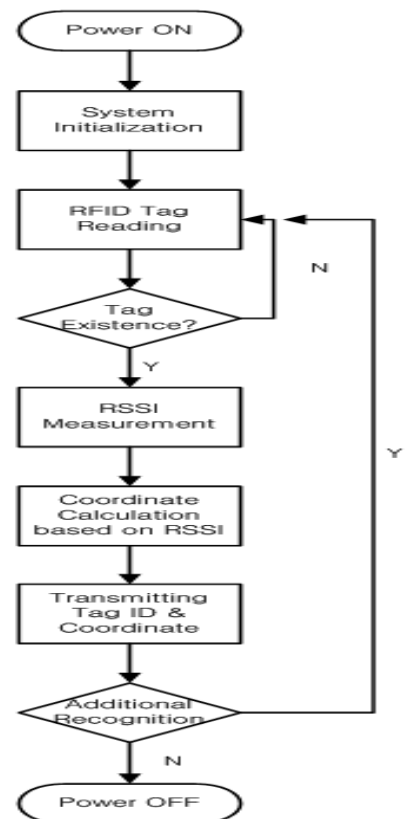 Power ON
System
Initialization
RFID Tag
Reading
N
Tag
Existence?
Y
RSSI
Measurement
Y
Coordinate
Calculation
based on RSSI
Transmitting
Tag ID &
Coordinate
Additional
Recognition
N
Power OFF